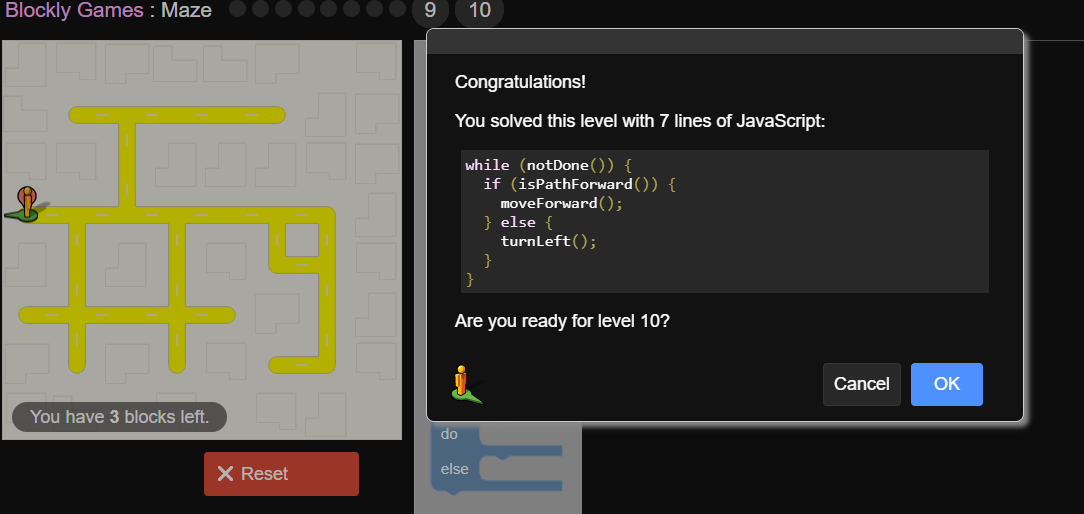 Blockly Games : Maze 9 10
Congratulations!
You solved this level with 7 lines of JavaScript:
while (notDone()) {
  if (isPathForward()) {
    moveForward();
  } else {
    turnLeft();
  }
}
Are you ready for level 10?
Cancel OK
You have 3 blocks left.
do
else
Reset